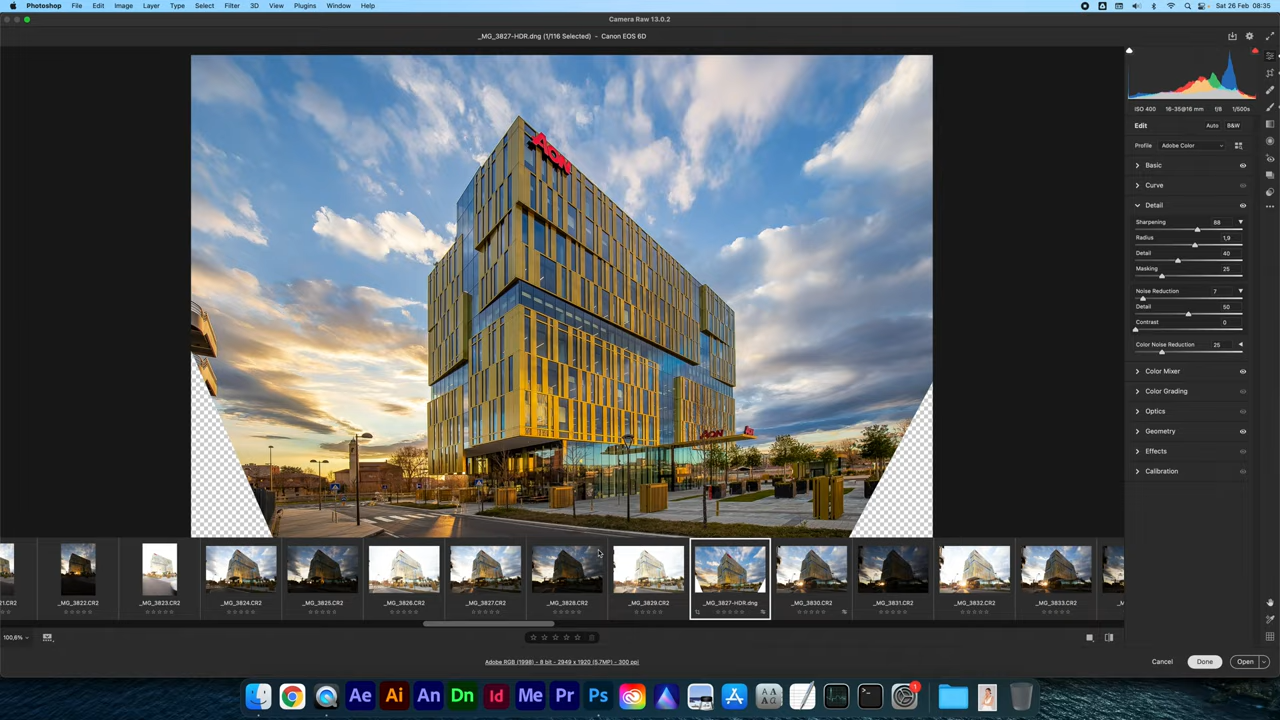 Photoshop File Edit Image Layer Type Select Filter 3D View Plugins Window Help Sat 26 Feb 08:35
Camera Raw 13.0.2
_MG_3827-HDR.dng (1/116 Selected) - Canon EOS 6D
ISO 400 16-35@16 mm f/8 1/500s
Edit Auto B&W
Profile Adobe Color
Basic
Curve
Detail
Sharpening 88
Radius 1,9
Detail 40
Masking 25
Noise Reduction 7
Detail 50
Contrast 0
Color Noise Reduction 25
Color Mixer
Color Grading
Optics
Geometry
Effects
Calibration
AON
AON
_MG_3822.CR2 _MG_3823.CR2 _MG_3824.CR2 _MG_3825.CR2 _MG_3826.CR2 _MG_3827.CR2 _MG_3828.CR2 _MG_3829.CR2 _MG_3827-HDR.dng _MG_3830.CR2 _MG_3831.CR2 _MG_3832.CR2 _MG_3833.CR2
100,6%
Adobe RGB (1998) - 8 bit - 2949 x 1920 (5,7MP) - 300 ppi
Cancel Done Open
Ae Ai An Dn Id Me Pr Ps 1